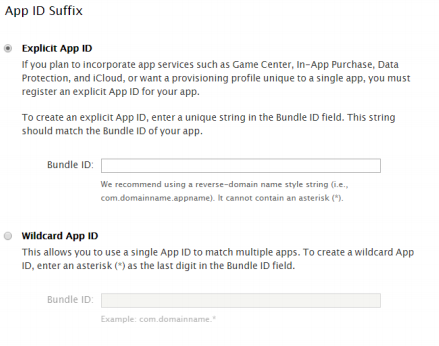 App ID Suffix
Explicit App ID
If you plan to incorporate app services such as Game Center, In-App Purchase, Data
Protection, and iCloud, or want a provisioning profile unique to a single app, you must
register an explicit App ID for your app.
To create an explicit App ID, enter a unique string in the Bundle ID field. This string
should match the Bundle ID of your app.
Bundle ID:
We recommend using a reverse-domain name style string (i.e.,
com.domainname.appname). It cannot contain an asterisk (*).
Wildcard App ID
This allows you to use a single App ID to match multiple apps. To create a wildcard App
ID, enter an asterisk (*) as the last digit in the Bundle ID field.
Bundle ID:
Example: com.domainname.*